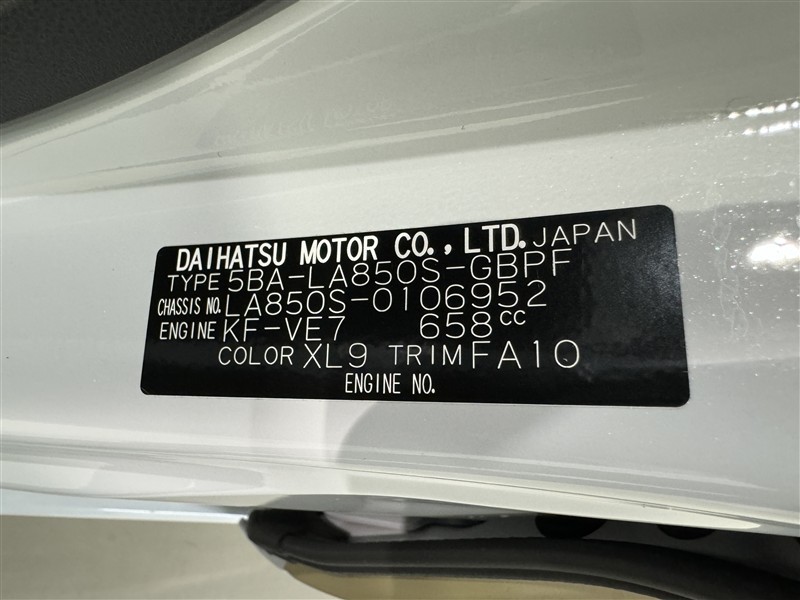 DAIHATSU MOTOR CO., LTD. JAPAN
TYPE 5BA-LA850S-GBPF
CHASSIS NO. LA850S-0106952
ENGINE KF-VE7 658cc
COLOR XL9 TRIM FA10
ENGINE NO.